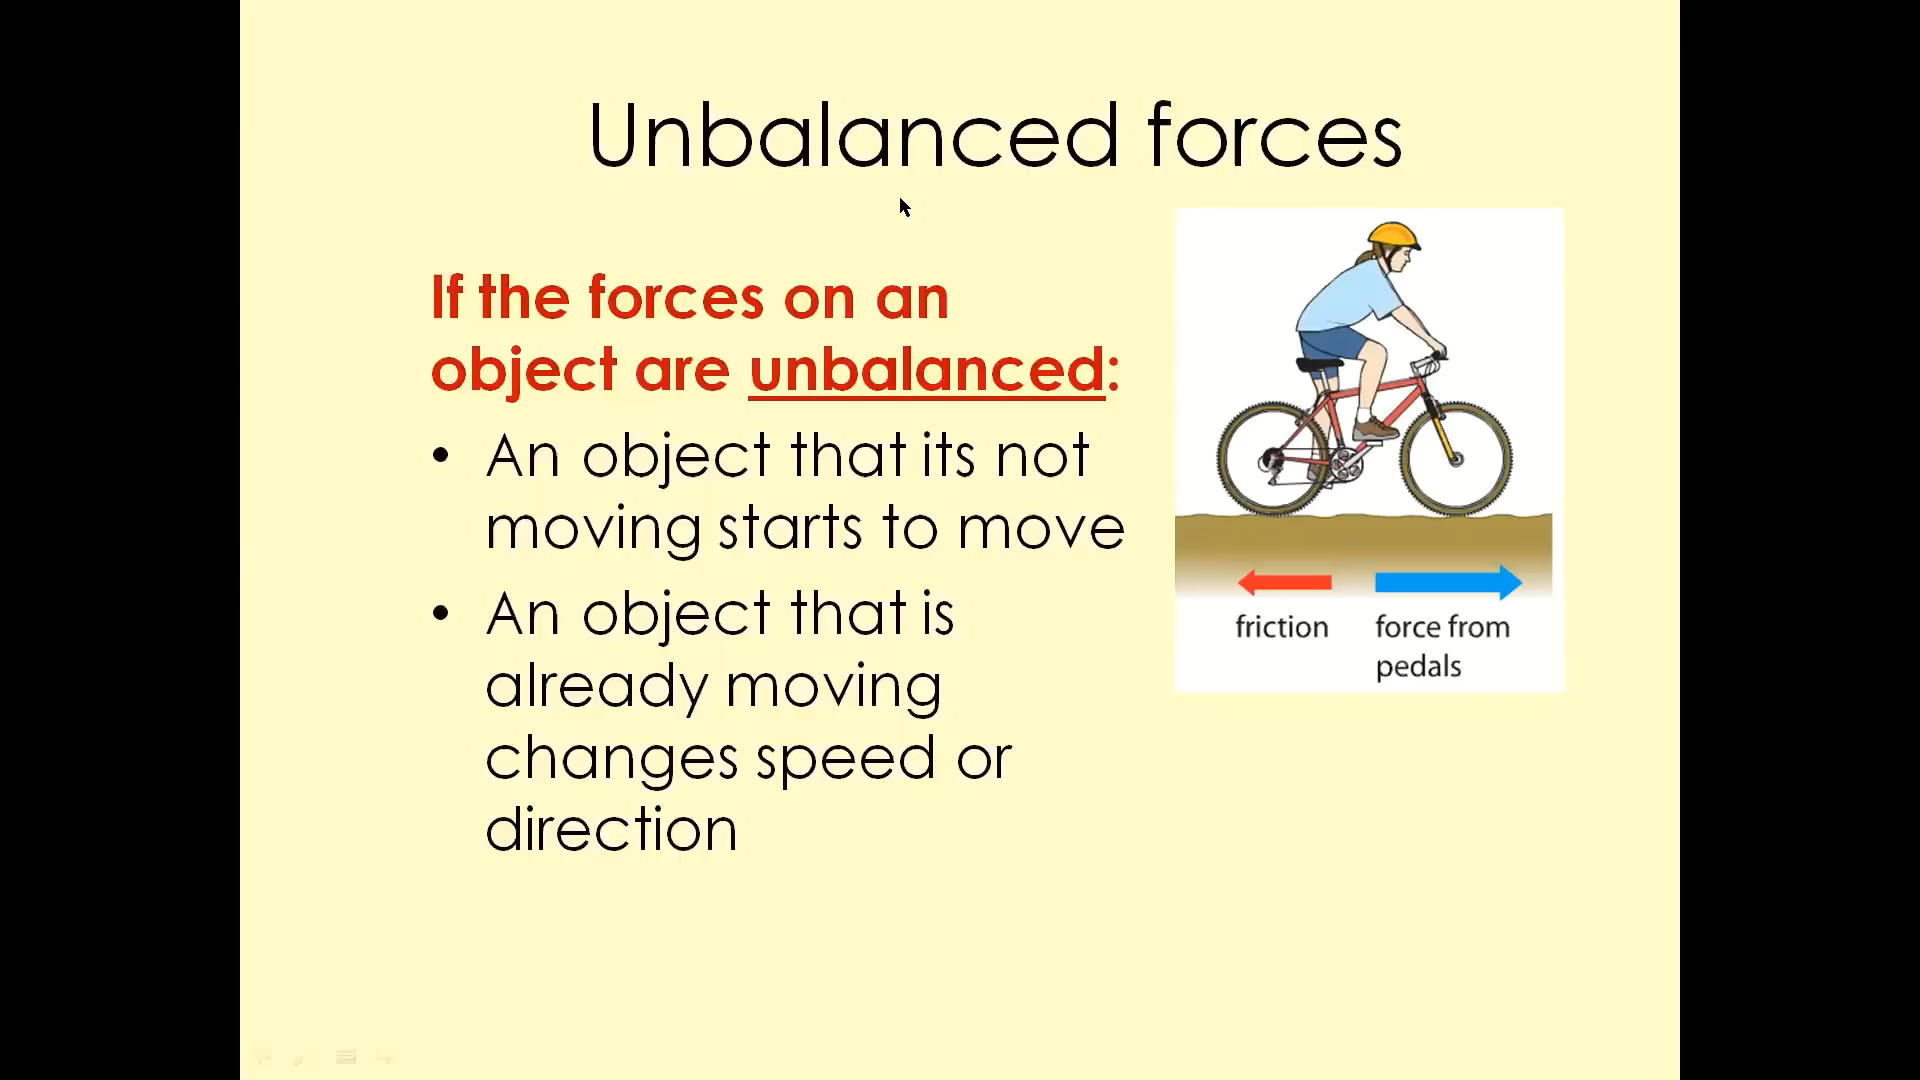 Unbalanced forces
If the forces on an
object are unbalanced:
• An object that its not
moving starts to move
• An object that is
already moving
changes speed or
direction
friction
force from
pedals